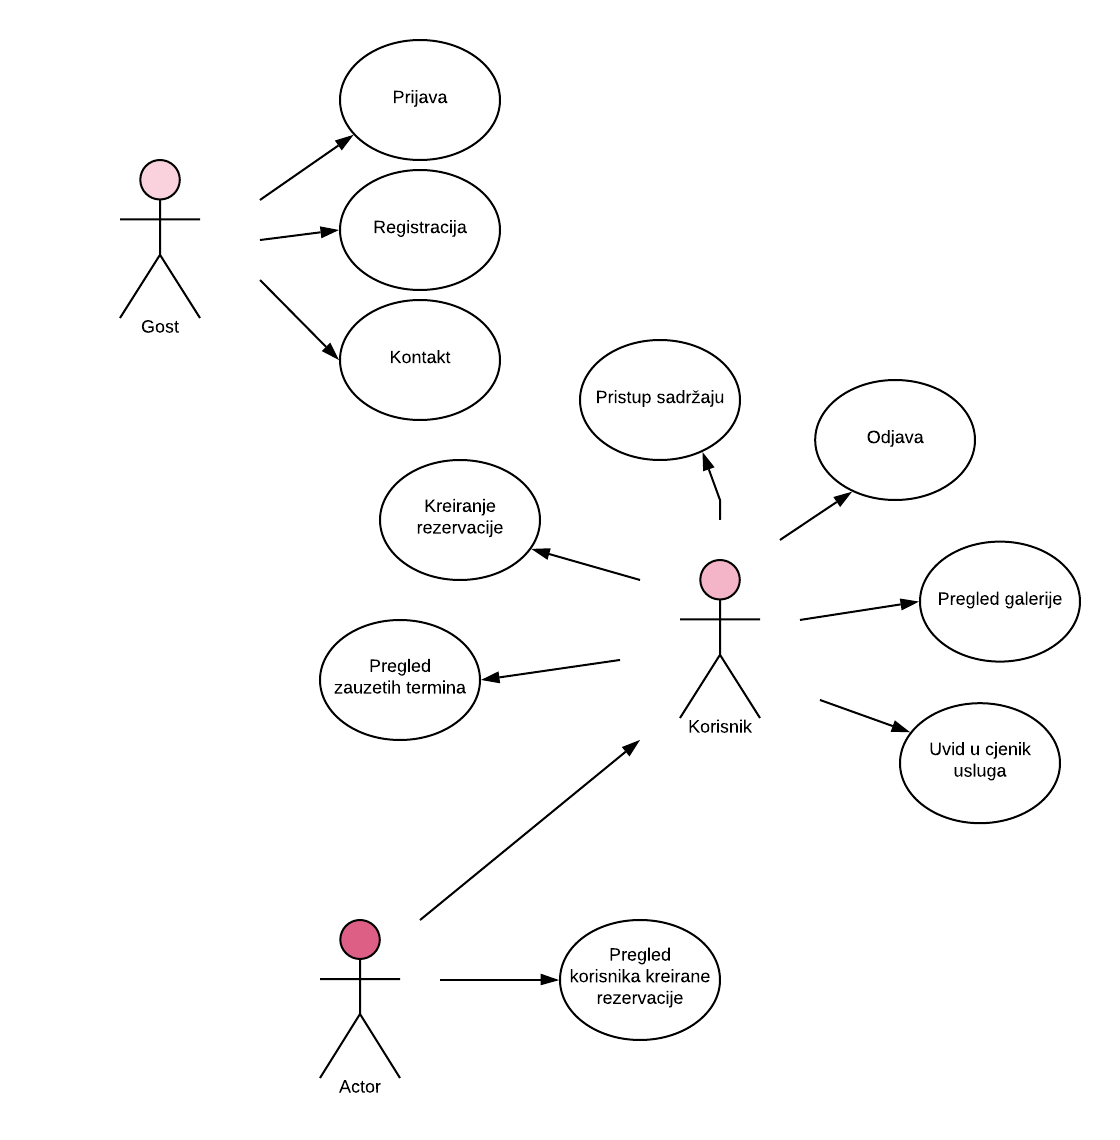 Prijava
Registracija
Gost
Kontakt
Pristup sadržaju
Odjava
Kreiranje
rezervacije
Pregled galerije
Pregled
zauzetih termina
Korisnik
Uvid u cjenik
usluga
Pregled
korisnika kreirane
rezervacije
Actor